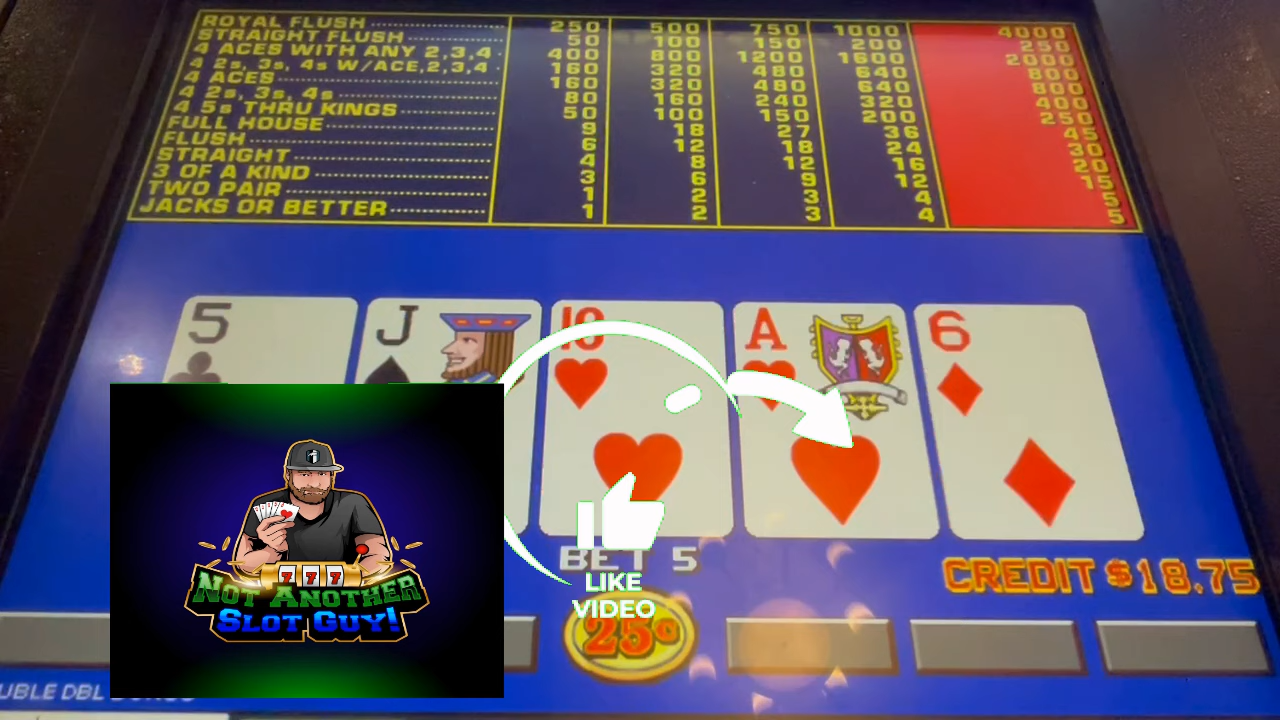 ROYAL FLUSH 250 500 750 1000 4000
STRAIGHT FLUSH 50 100 150 200 250
4 ACES WITH ANY 2,3,4 400 800 1200 1600 2000
4 2s, 3s, 4s W/ACE,2,3,4 160 320 480 640 800
4 ACES 160 320 480 640 800
4 2s, 3s, 4s 80 160 240 320 400
4 5s THRU KINGS 50 100 150 200 250
FULL HOUSE 9 18 27 36 45
FLUSH 6 12 18 24 30
STRAIGHT 4 8 12 16 20
3 OF A KIND 3 6 9 12 15
TWO PAIR 1 2 3 4 5
JACKS OR BETTER 1 2 3 4 5
5 J 10 A 6
777
NOT ANOTHER
SLOT GUY!
BET 5
LIKE
VIDEO
CREDIT $18.75
25¢
UBLE DBL